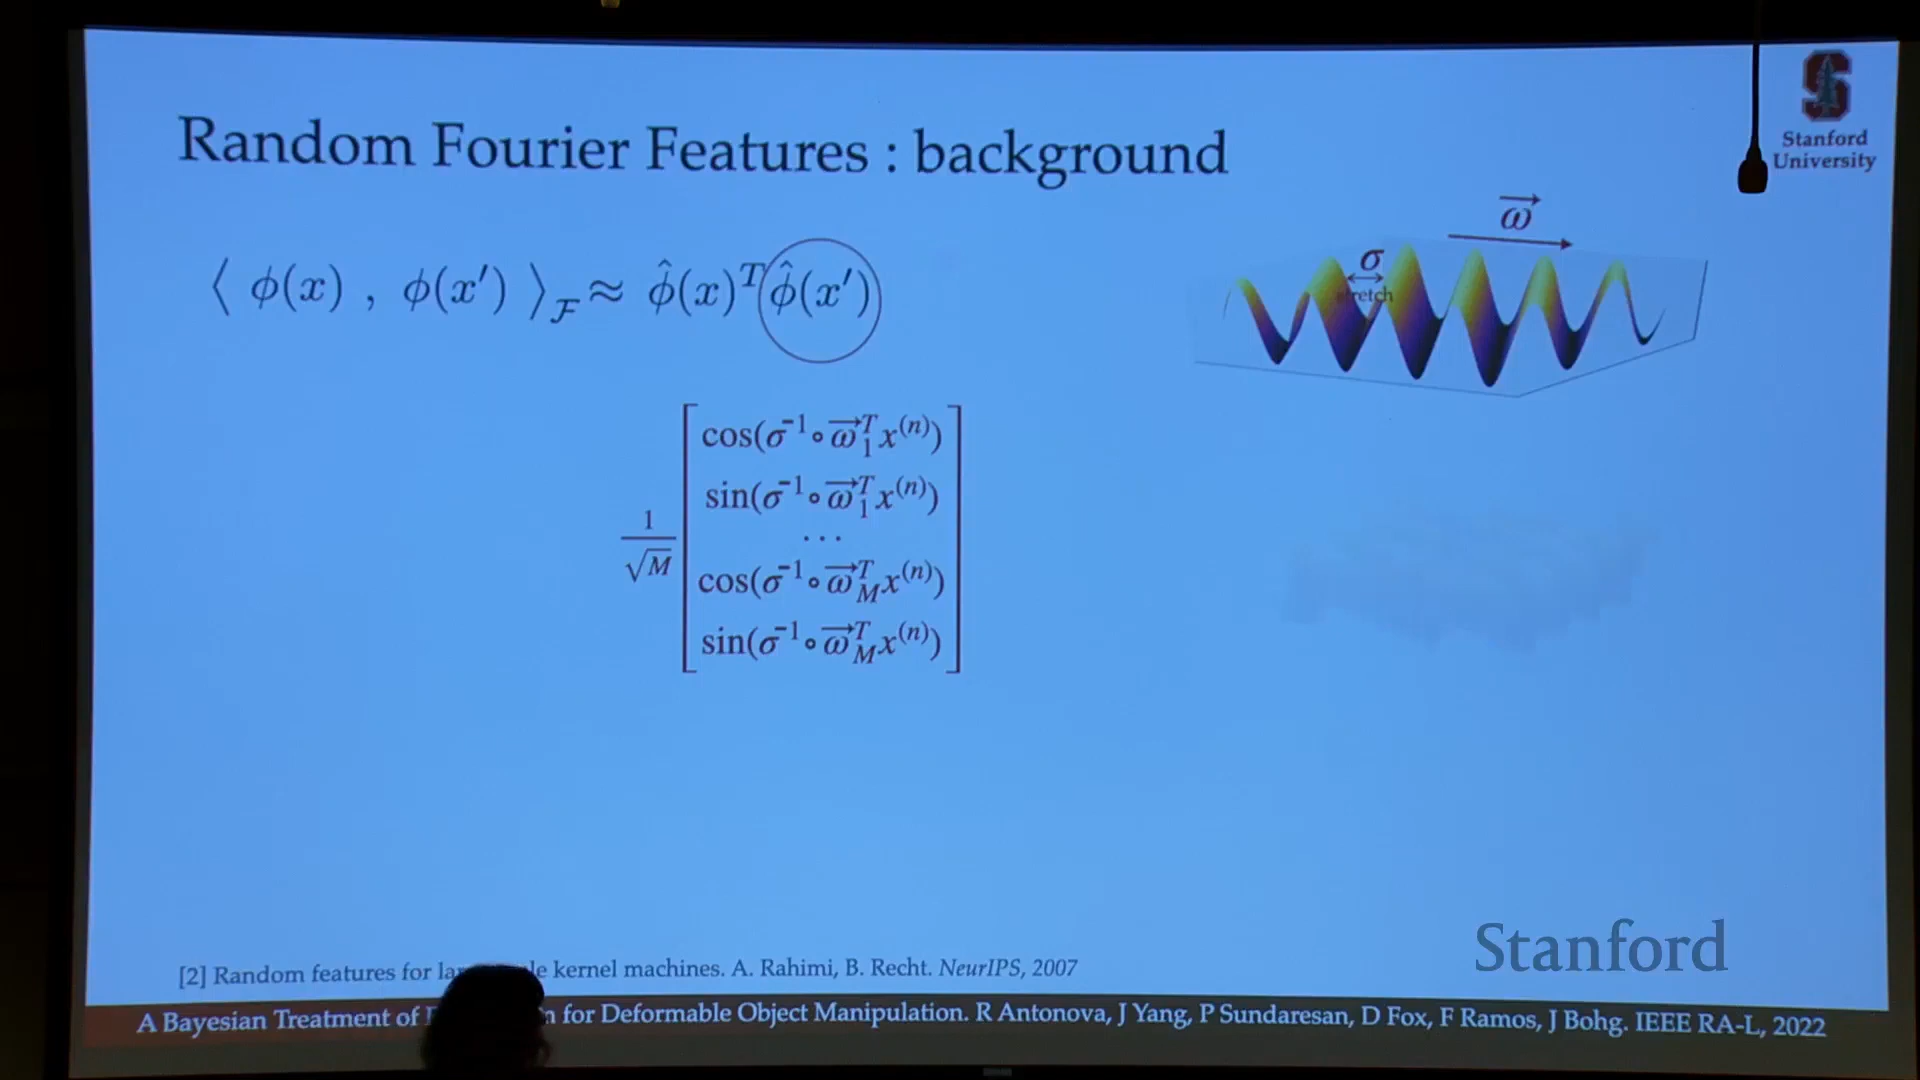 Stanford
University
Random Fourier Features : background
ω
σ
stretch
⟨ ϕ(x) , ϕ(x′) ⟩_F ≈ ϕ̂(x)^T ϕ̂(x′)
cos(σ^-1 ∘ ω_1^T x^(n))
sin(σ^-1 ∘ ω_1^T x^(n))
1/√M
...
cos(σ^-1 ∘ ω_M^T x^(n))
sin(σ^-1 ∘ ω_M^T x^(n))
Stanford
[2] Random features for kernel machines. A. Rahimi, B. Recht. NeurIPS, 2007
A Bayesian Treatment of for Deformable Object Manipulation. R Antonova, J Yang, P Sundaresan, D Fox, F Ramos, J Bohg. IEEE RA-L, 2022